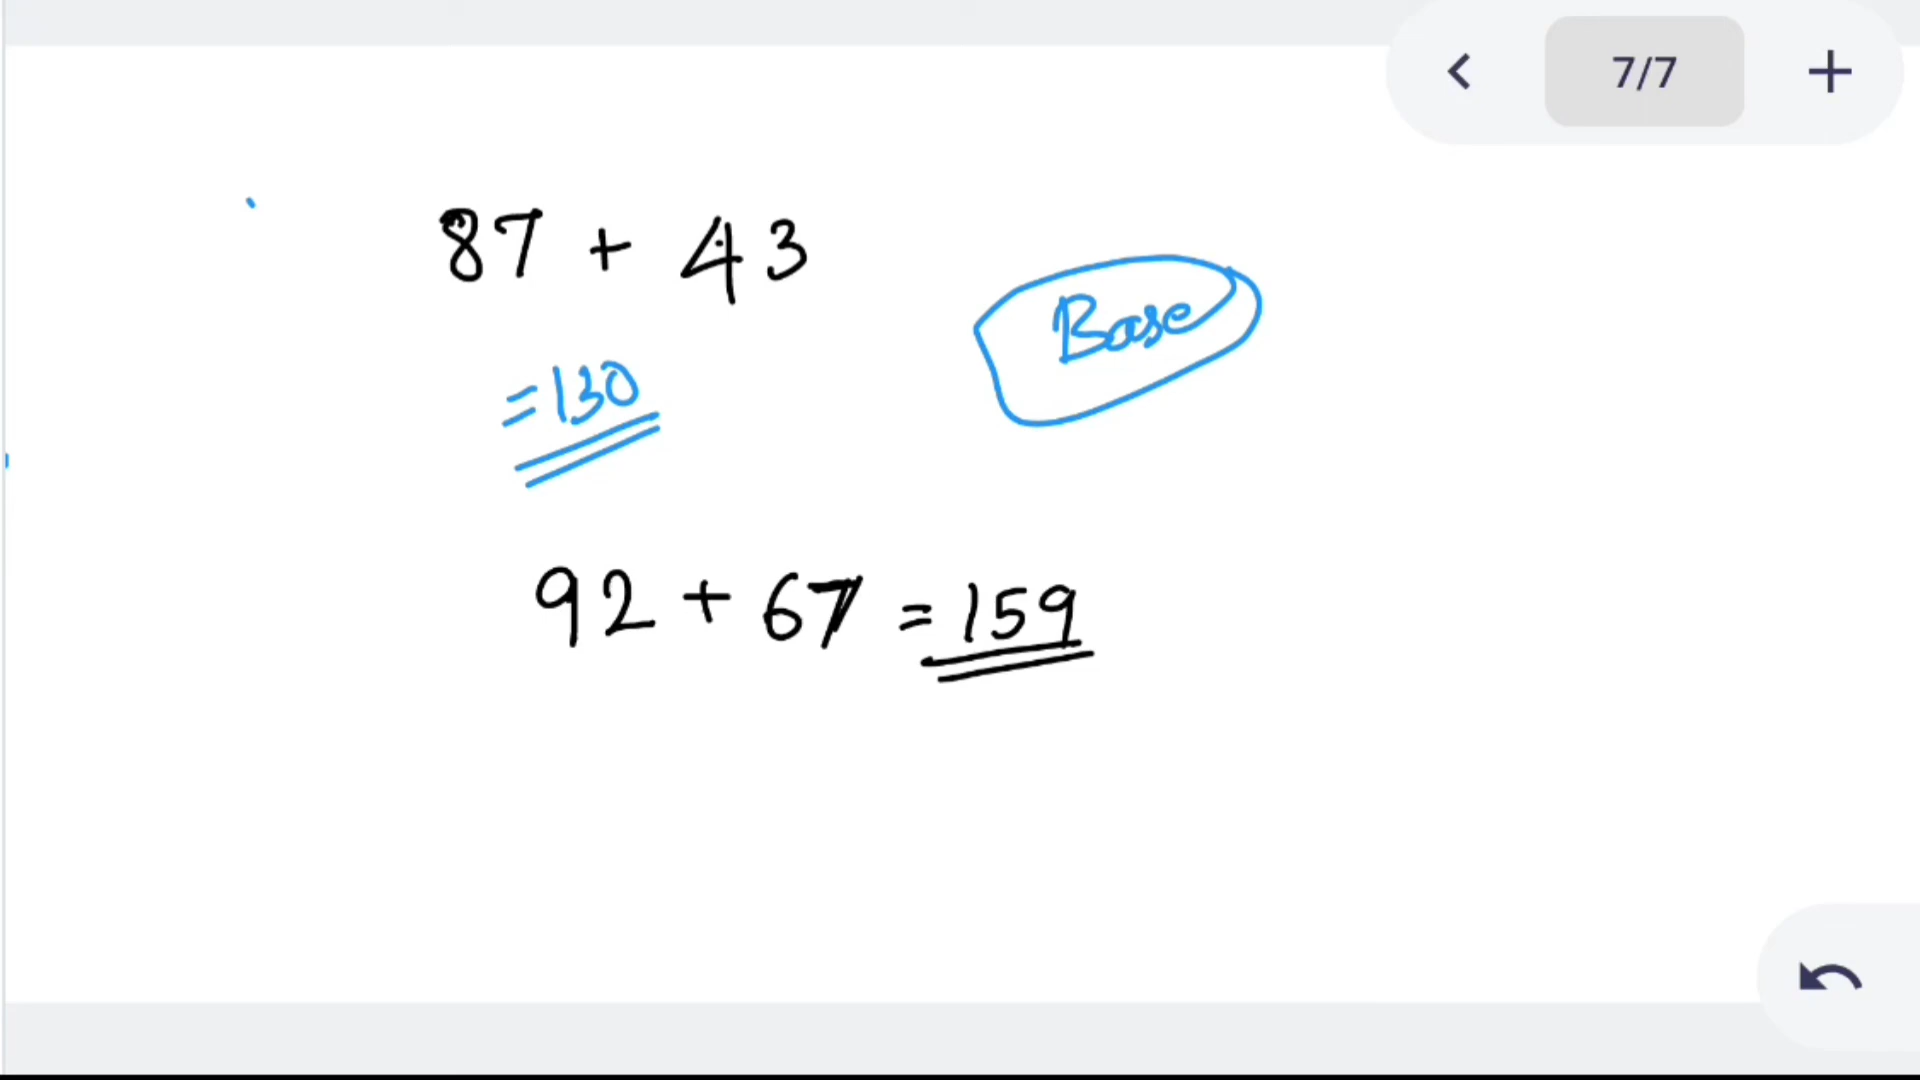 7/7
87 + 43
Base
=130
92 + 67 = 159